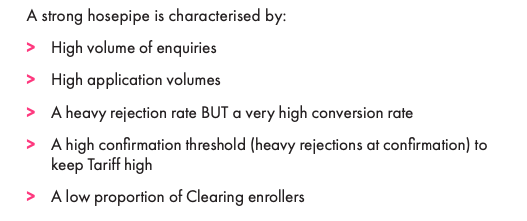 A strong hosepipe is characterised by:
> High volume of enquiries
> High application volumes
> A heavy rejection rate BUT a very high conversion rate
> A high confirmation threshold (heavy rejections at confirmation) to
keep Tariff high
> A low proportion of Clearing enrollers